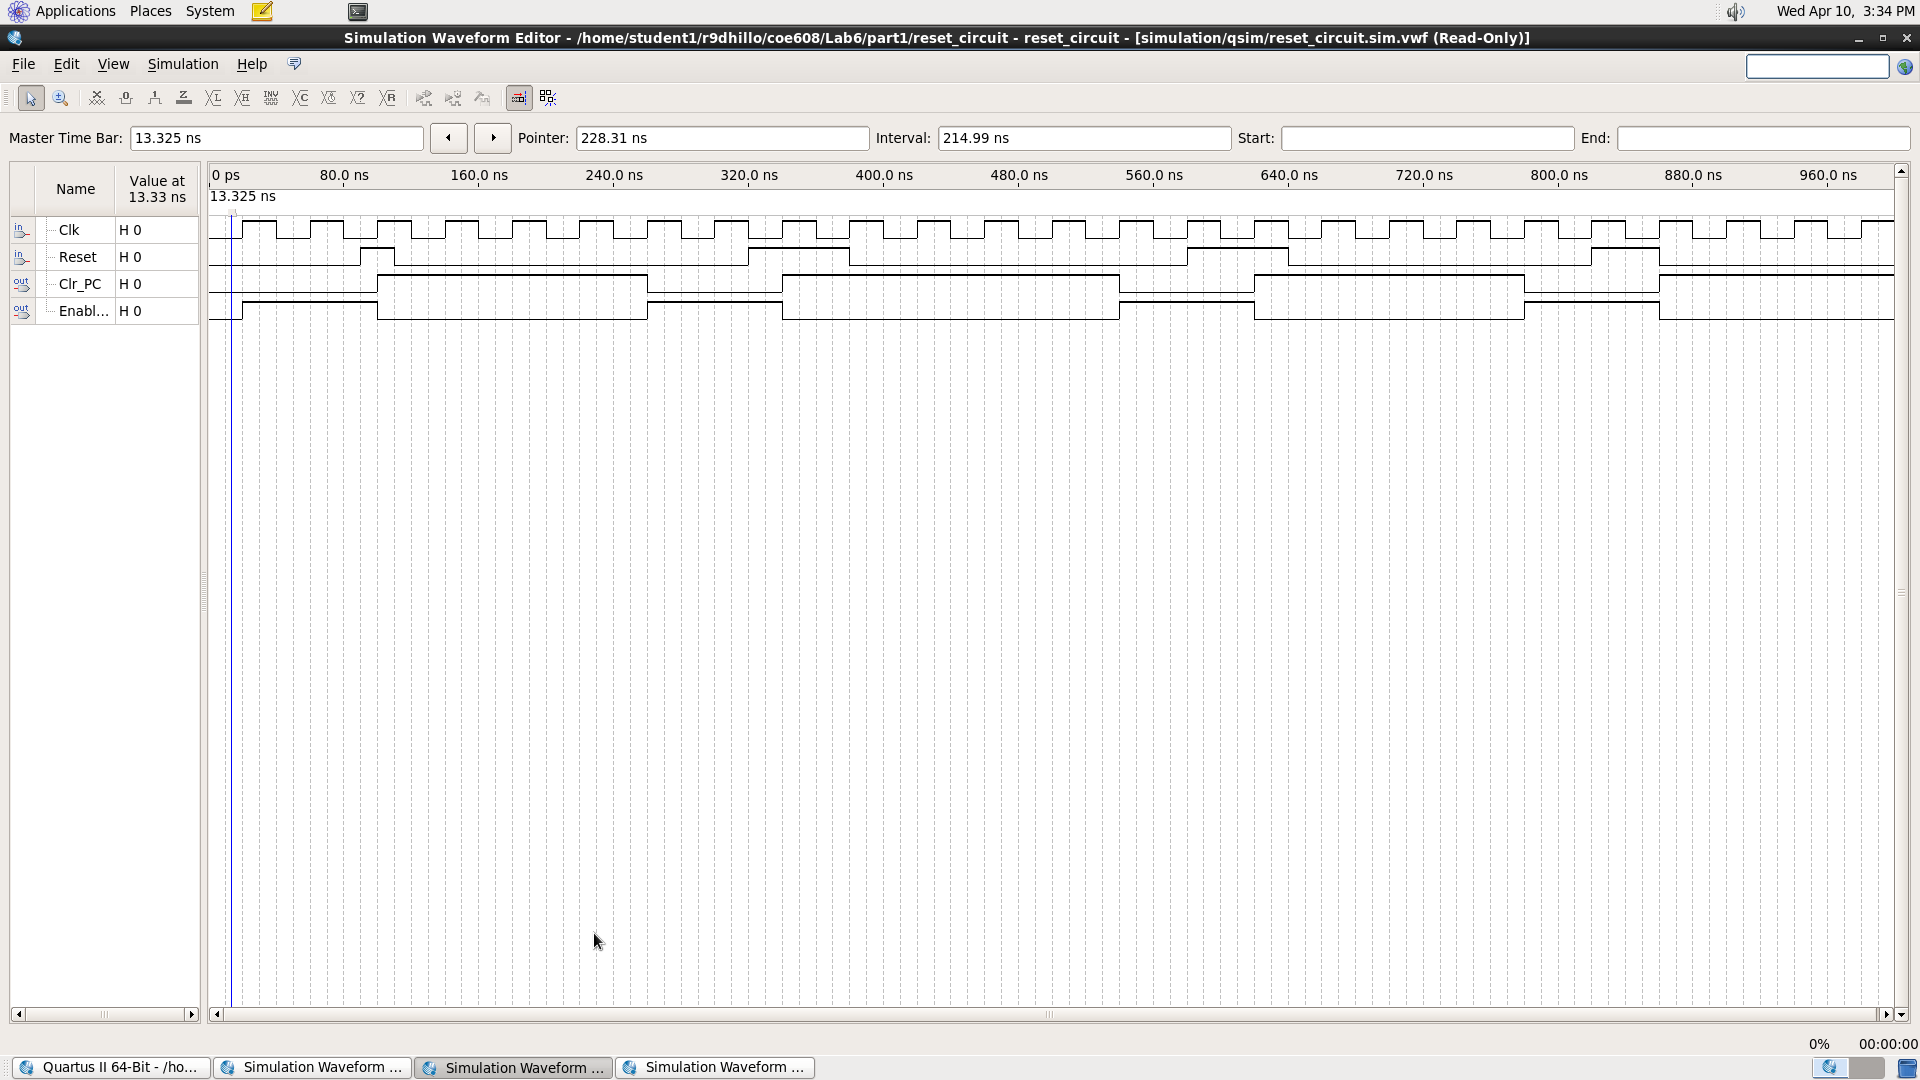 Applications Places System Wed Apr 10, 3:34 PM
Simulation Waveform Editor - /home/student1/r9dhillo/coe608/Lab6/part1/reset_circuit - reset_circuit - [simulation/qsim/reset_circuit.sim.vwf (Read-Only)]
File Edit View Simulation Help
Master Time Bar: 13.325 ns Pointer: 228.31 ns Interval: 214.99 ns Start: End:
Name Value at 13.33 ns
0 ps 80.0 ns 160.0 ns 240.0 ns 320.0 ns 400.0 ns 480.0 ns 560.0 ns 640.0 ns 720.0 ns 800.0 ns 880.0 ns 960.0 ns
13.325 ns
in Clk H 0
in Reset H 0
out Clr_PC H 0
out Enabl... H 0
0% 00:00:00
Quartus II 64-Bit - /ho... Simulation Waveform ... Simulation Waveform ... Simulation Waveform ...